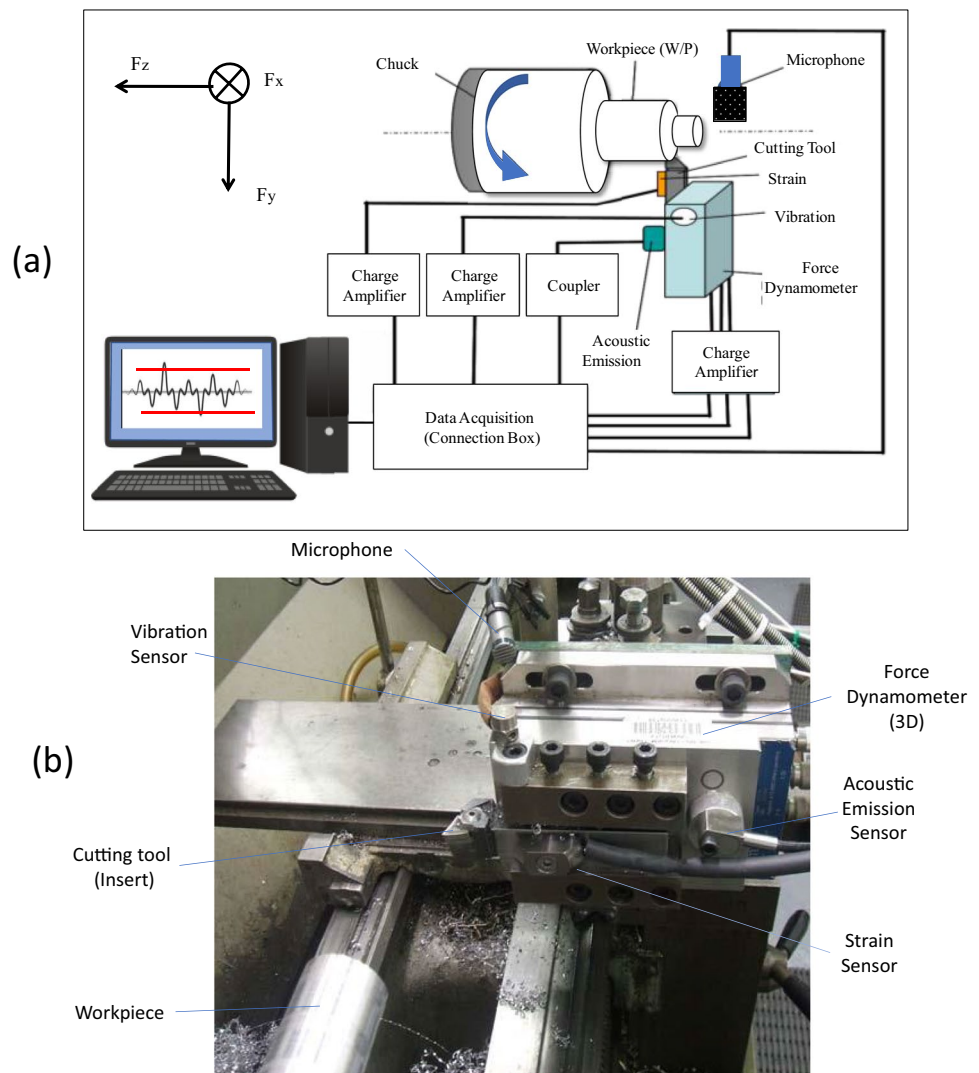 Fz
Fx
Fy
Chuck
Workpiece (W/P)
Microphone
Cutting Tool
Strain
Vibration
Force
Dynamometer
(a)
Charge
Amplifier
Charge
Amplifier
Coupler
Acoustic
Emission
Charge
Amplifier
Data Acquisition
(Connection Box)
Microphone
Vibration
Sensor
Force
Dynamometer
(3D)
(b)
Acoustic
Emission
Sensor
Cutting tool
(Insert)
Strain
Sensor
Workpiece